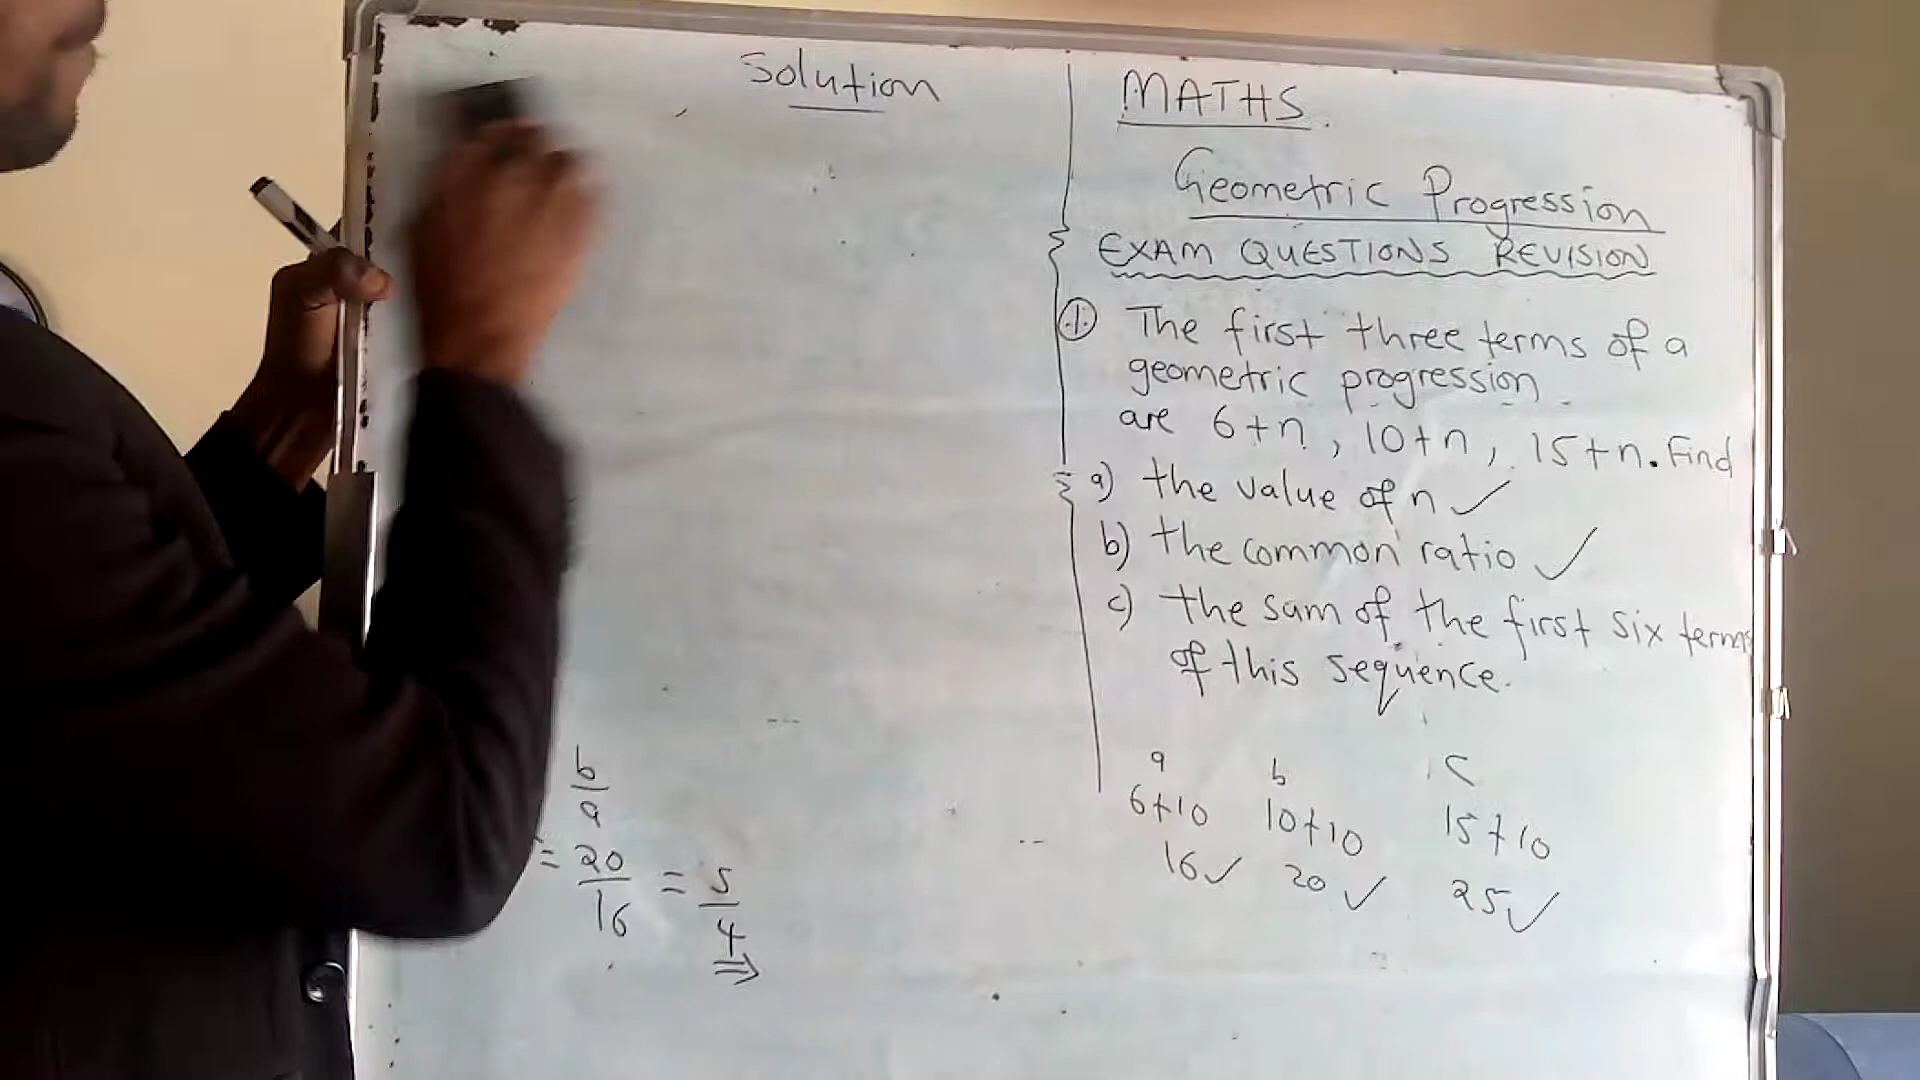 Solution
b
a
= 20 = 5
16 4
MATHS.
Geometric Progression
EXAM QUESTIONS REVISION
1. The first three terms of a
geometric progression
are 6+n, 10+n, 15+n. Find
a) the value of n ✓
b) the common ratio ✓
c) the sum of the first six terms
of this sequence.
a b c
6+10 10+10 15+10
16✓ 20✓ 25✓